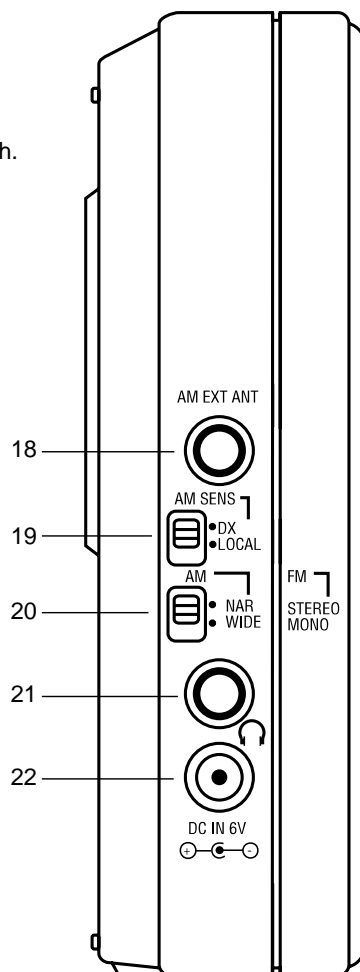 h.
AM EXT ANT
18
AM SENS
19
•DX
•LOCAL
AM
FM
20
• NAR
• WIDE
STEREO
MONO
21
22
DC IN 6V
+ -